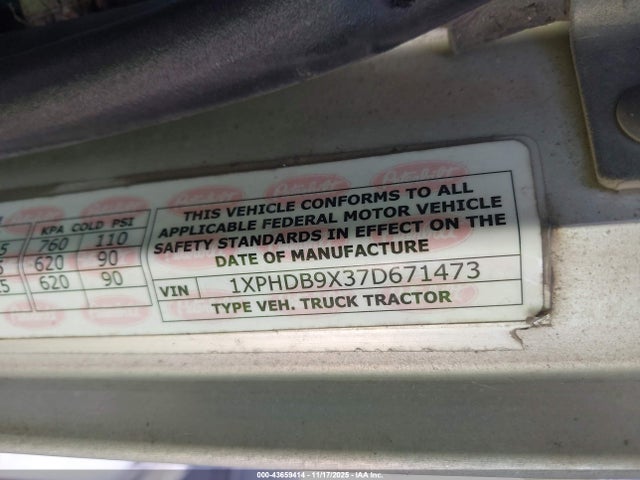 KPA COLD PSI
760 110
620 90
620 90
THIS VEHICLE CONFORMS TO ALL
APPLICABLE FEDERAL MOTOR VEHICLE
SAFETY STANDARDS IN EFFECT ON THE
DATE OF MANUFACTURE
VIN 1XPHDB9X37D671473
TYPE VEH. TRUCK TRACTOR
000-43659414 - 11/17/2025 - IAA Inc.